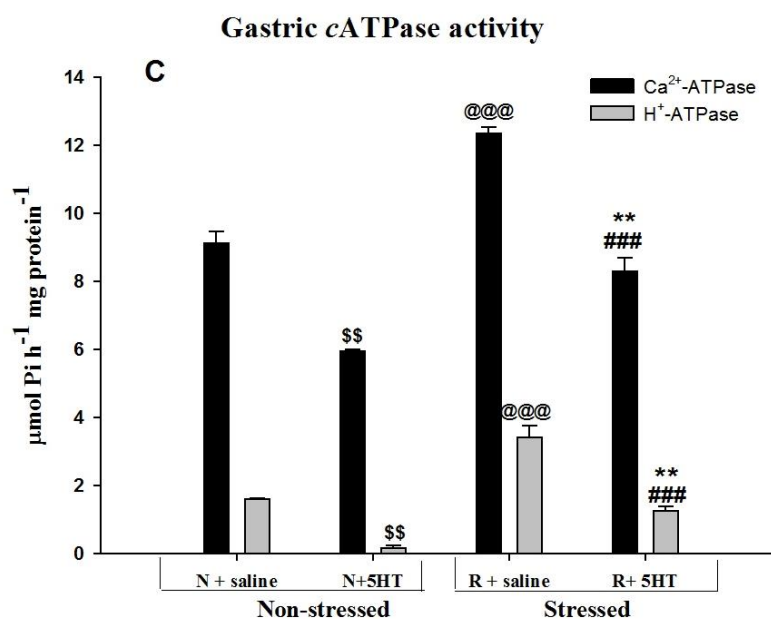 Gastric cATPase activity
C
Ca²⁺-ATPase
H⁺-ATPase
μmol Pi h⁻¹ mg protein⁻¹
14
12
10
8
6
4
2
0
@@@
**
###
$$
@@@
**
###
$$
N + saline
N+5HT
R + saline
R+ 5HT
Non-stressed
Stressed